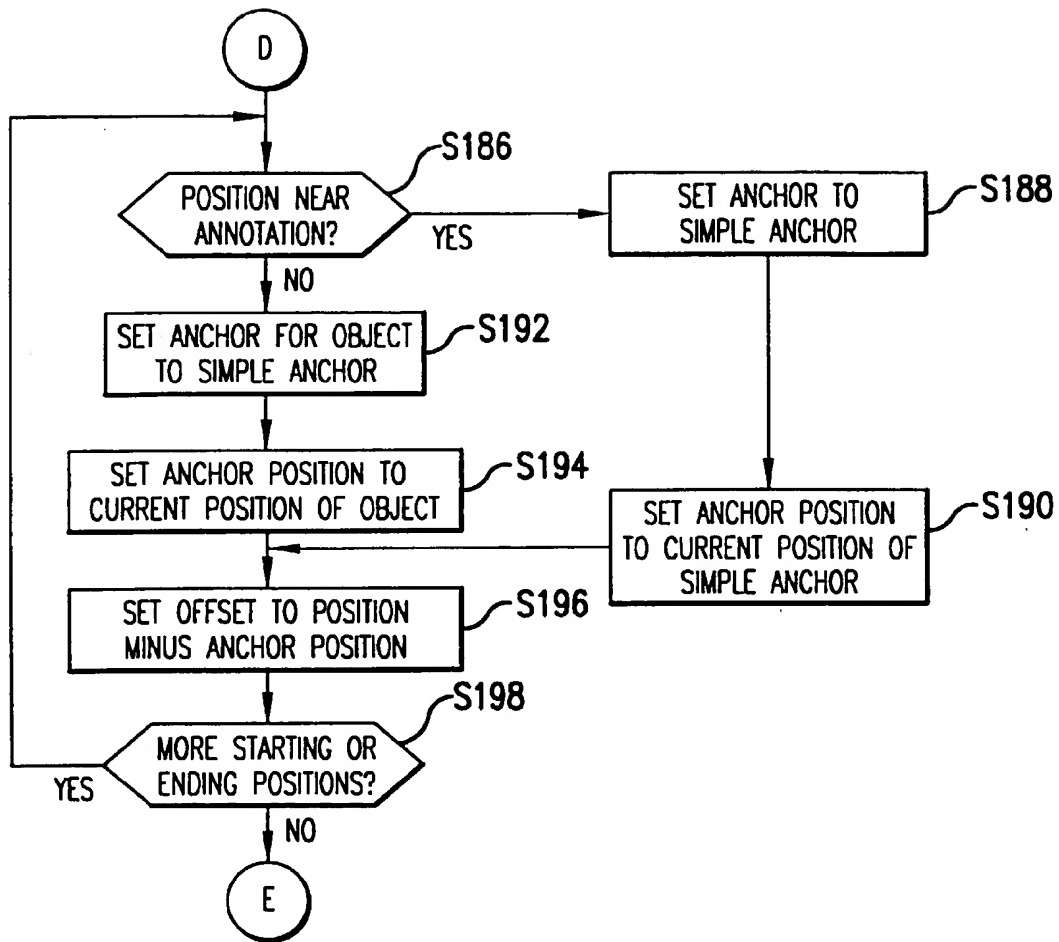 D
S186
POSITION NEAR
ANNOTATION?
YES
NO
SET ANCHOR TO
SIMPLE ANCHOR
S188
SET ANCHOR FOR OBJECT
TO SIMPLE ANCHOR
S192
SET ANCHOR POSITION TO
CURRENT POSITION OF OBJECT
S194
SET ANCHOR POSITION
TO CURRENT POSITION OF
SIMPLE ANCHOR
S190
SET OFFSET TO POSITION
MINUS ANCHOR POSITION
S196
S198
MORE STARTING OR
ENDING POSITIONS?
YES
NO
E